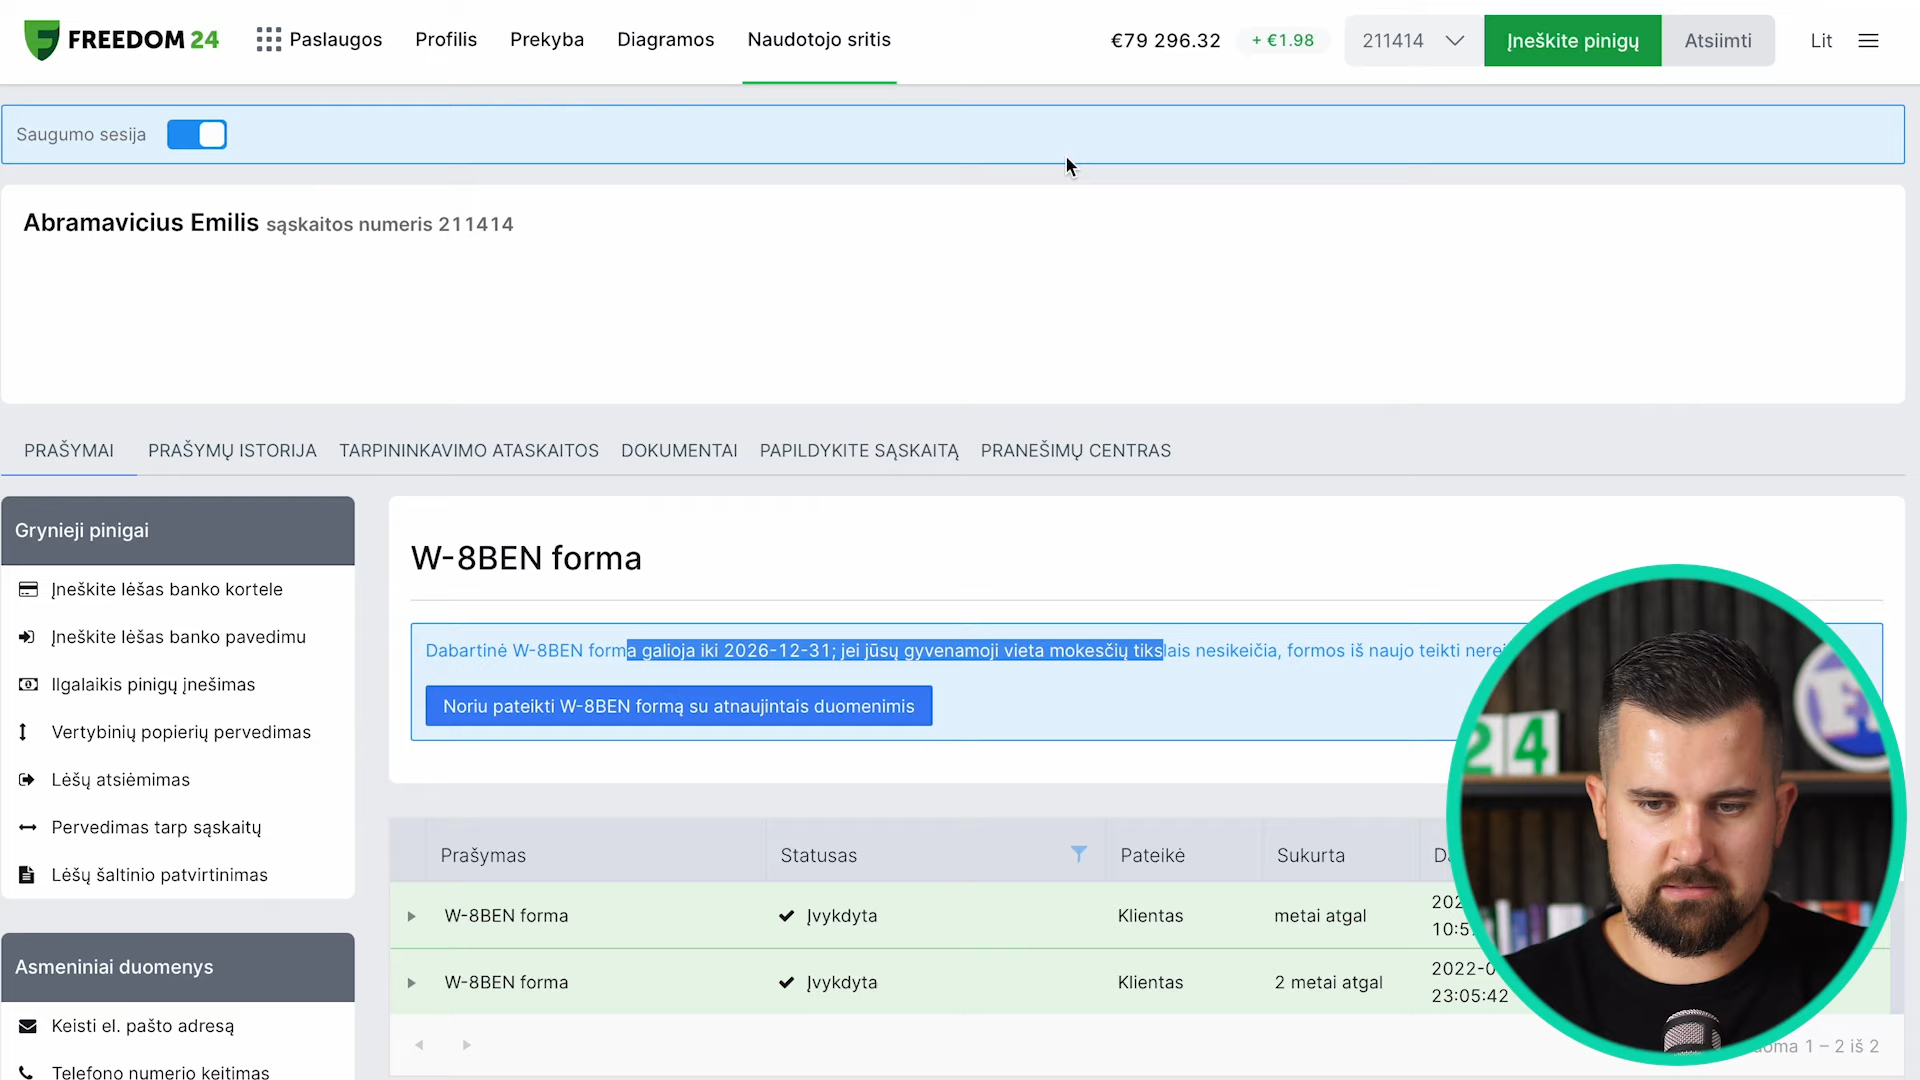 FREEDOM 24
Paslaugos
Profilis
Prekyba
Diagramos
Naudotojo sritis
€79 296.32
+ €1.98
211414
Įneškite pinigų
Atsiimti
Lit
Saugumo sesija
Abramavicius Emilis sąskaitos numeris 211414
PRAŠYMAI
PRAŠYMŲ ISTORIJA
TARPININKAVIMO ATASKAITOS
DOKUMENTAI
PAPILDYKITE SĄSKAITĄ
PRANEŠIMŲ CENTRAS
Grynieji pinigai
Įneškite lėšas banko kortele
Įneškite lėšas banko pavedimu
Ilgalaikis pinigų įnešimas
Vertybinių popierių pervedimas
Lėšų atsiėmimas
Pervedimas tarp sąskaitų
Lėšų šaltinio patvirtinimas
Asmeniniai duomenys
Keisti el. pašto adresą
Telefono numerio keitimas
W-8BEN forma
Dabartinė W-8BEN forma galioja iki 2026-12-31; jei jūsų gyvenamoji vieta mokesčių tikslais nesikeičia, formos iš naujo teikti
Noriu pateikti W-8BEN formą su atnaujintais duomenimis
Prašymas
Statusas
Pateikė
Sukurta
W-8BEN forma
Įvykdyta
Klientas
metai atgal
W-8BEN forma
Įvykdyta
Klientas
2 metai atgal
23:05:42
1 – 2 iš 2
24